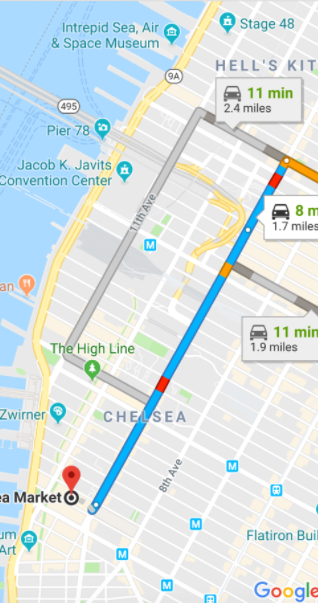 Intrepid Sea, Air
& Space Museum
Stage 48
HELL'S KIT
9A
11 min
2.4 miles
495
Pier 78
Jacob K. Javits
Convention Center
11th Ave
8 m
1.7 miles
an
11 min
1.9 miles
The High Line
Zwirner
CHELSEA
8th Ave
ea Market
um
Art
Flatiron Buil
Google